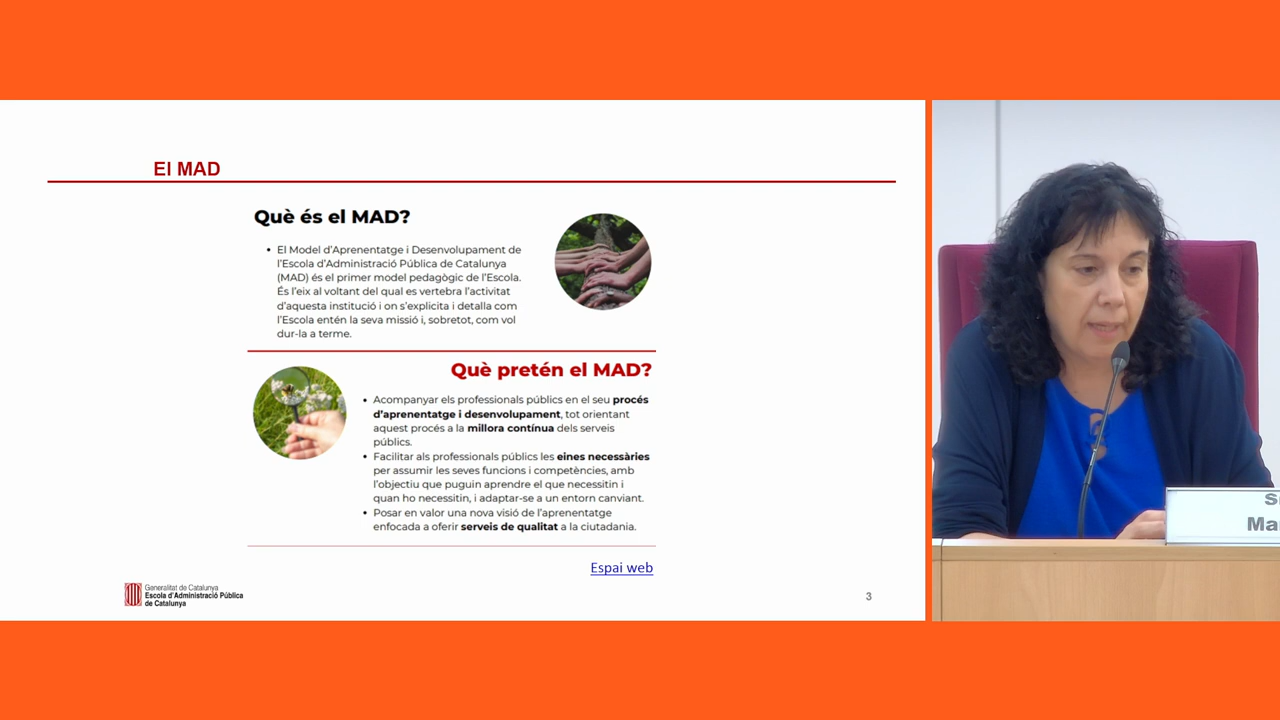 El MAD
Què és el MAD?
• El Model d'Aprenentatge i Desenvolupament de
l'Escola d'Administració Pública de Catalunya
(MAD) és el primer model pedagògic de l'Escola.
És l'eix al voltant del qual es vertebra l'activitat
d'aquesta institució i on s'explicita i detalla com
l'Escola entén la seva missió i, sobretot, com vol
dur-la a terme.
Què pretén el MAD?
• Acompanyar els professionals públics en el seu procés
d'aprenentatge i desenvolupament, tot orientant
aquest procés a la millora contínua dels serveis
públics.
• Facilitar als professionals públics les eines necessàries
per assumir les seves funcions i competències, amb
l'objectiu que puguin aprendre el que necessitin i
quan ho necessitin, i adaptar-se a un entorn canviant.
• Posar en valor una nova visió de l'aprenentatge
enfocada a oferir serveis de qualitat a la ciutadania.
Espai web
Generalitat de Catalunya
Escola d'Administració Pública
de Catalunya
3
Ma